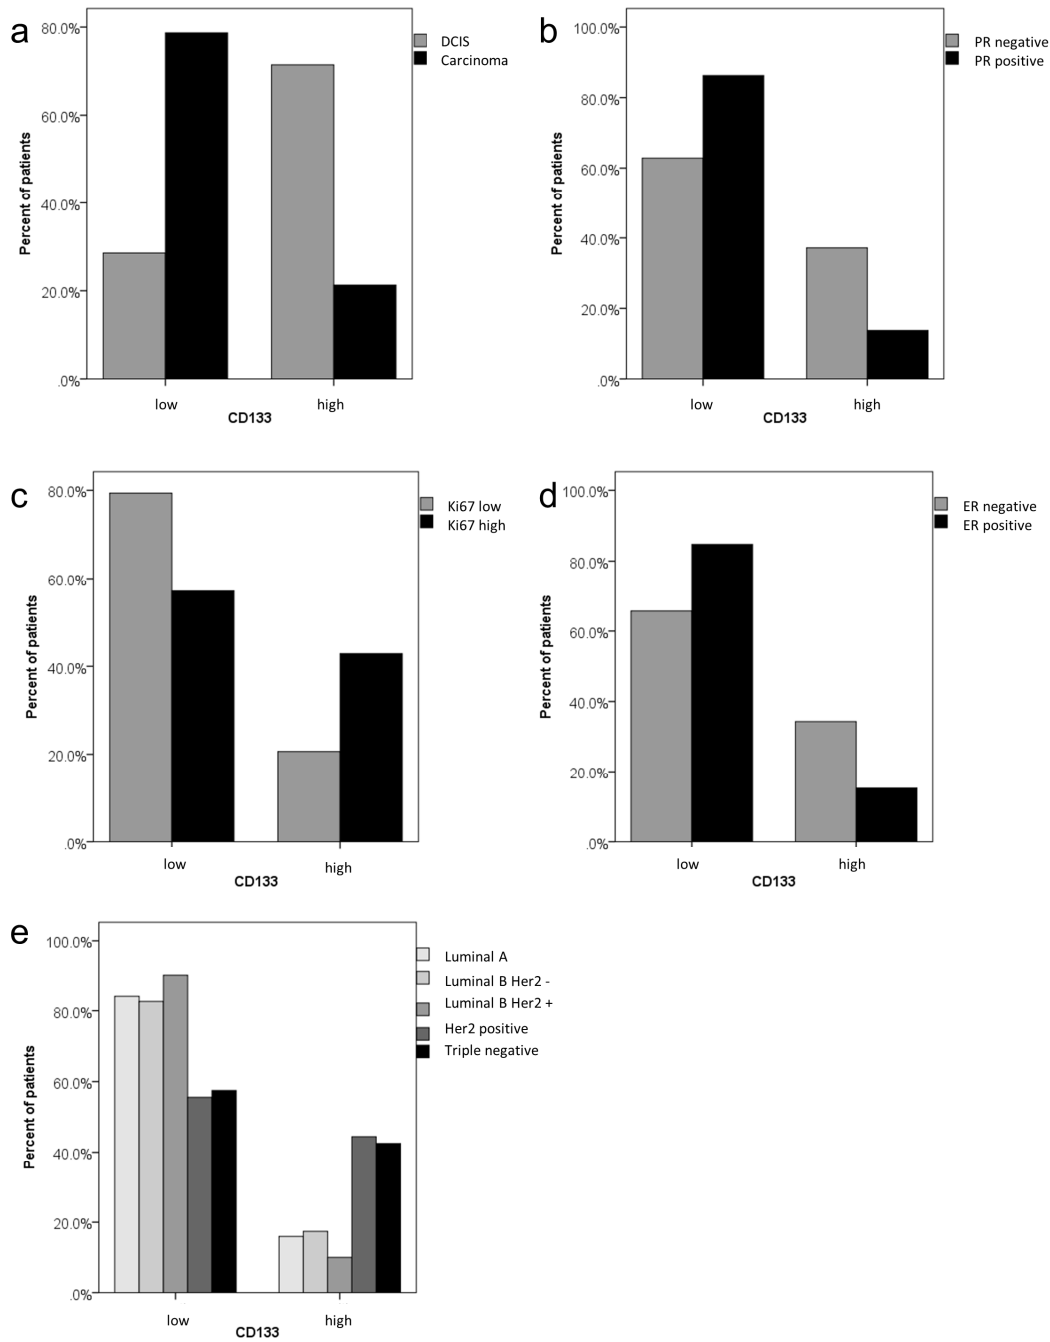 a
80.0%
60.0%
40.0%
20.0%
.0%
Percent of patients
low
high
CD133
DCIS
Carcinoma
b
100.0%
80.0%
60.0%
40.0%
20.0%
.0%
Percent of patients
low
high
CD133
PR negative
PR positive
c
80.0%
60.0%
40.0%
20.0%
.0%
Percent of patients
low
high
CD133
Ki67 low
Ki67 high
d
100.0%
80.0%
60.0%
40.0%
20.0%
.0%
Percent of patients
low
high
CD133
ER negative
ER positive
e
100.0%
80.0%
60.0%
40.0%
20.0%
.0%
Percent of patients
low
high
CD133
Luminal A
Luminal B Her2 -
Luminal B Her2 +
Her2 positive
Triple negative